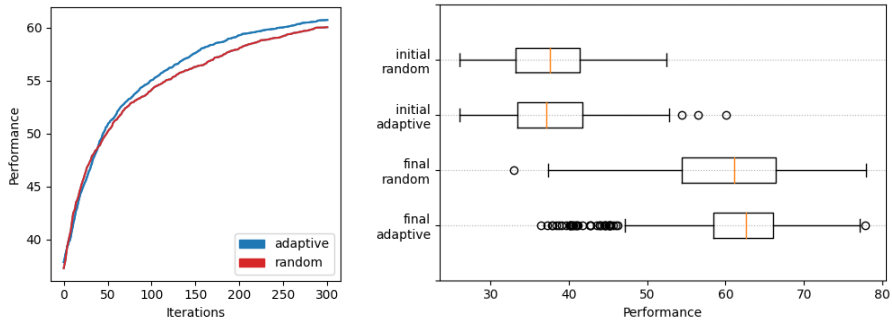 60
55
50
45
40
Performance
0
50
100
150
200
250
300
Iterations
adaptive
random
initial
random
initial
adaptive
final
random
final
adaptive
30
40
50
60
70
80
Performance